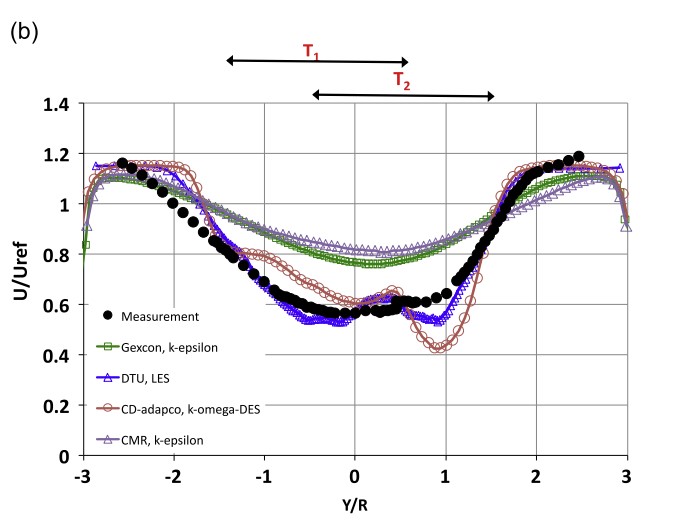 (b)
T1
T2
1.4
1.2
1
0.8
0.6
0.4
0.2
0
U/Uref
Measurement
Gexcon, k-epsilon
DTU, LES
CD-adapco, k-omega-DES
CMR, k-epsilon
-3 -2 -1 0 1 2 3
Y/R